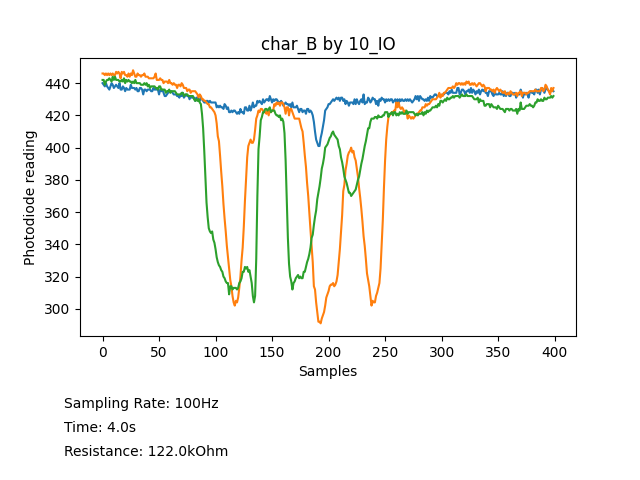 char_B by 10_IO
Photodiode reading
440
420
400
380
360
340
320
300
0 50 100 150 200 250 300 350 400
Samples
Sampling Rate: 100Hz
Time: 4.0s
Resistance: 122.0kOhm